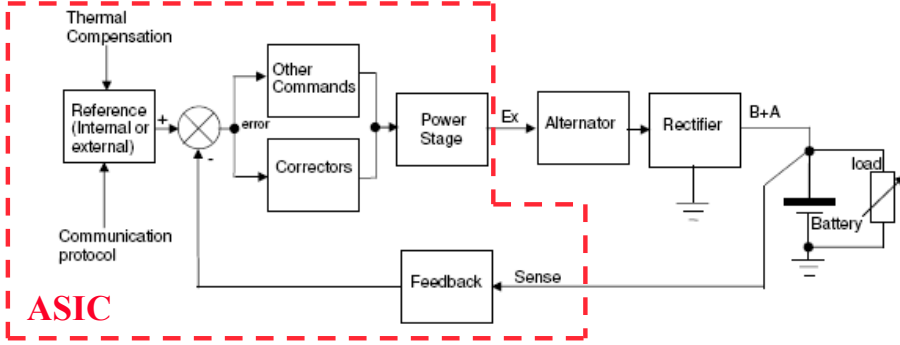 Thermal
Compensation
Reference
(Internal or
external)
+
-
error
Other
Commands
Correctors
Power
Stage
Ex
Alternator
Rectifier
B+A
load
Battery
Communication
protocol
Feedback
Sense
ASIC